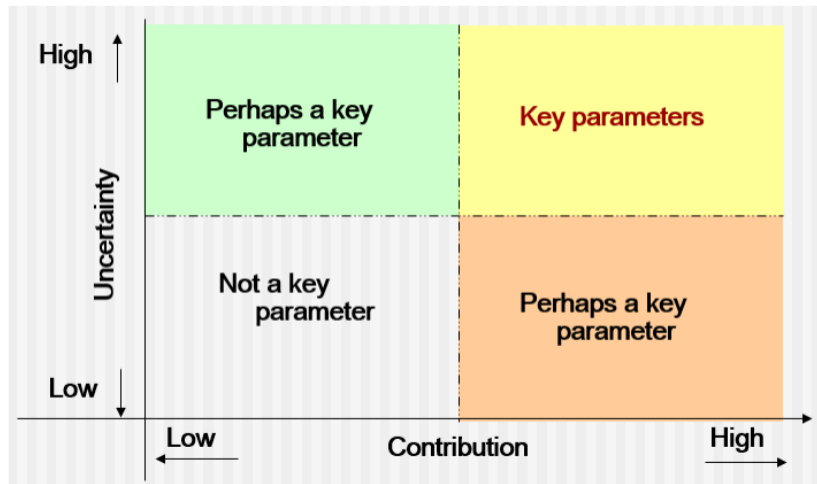 High
Perhaps a key
parameter
Key parameters
Uncertainty
Not a key
parameter
Perhaps a key
parameter
Low
Low
Contribution
High